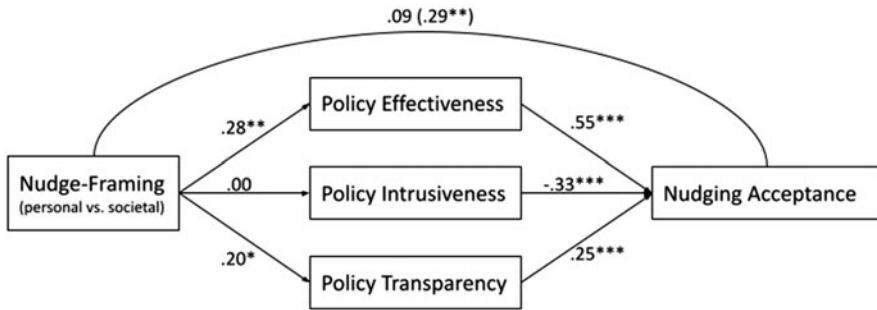 .09 (.29**)
Policy Effectiveness
.28**
.55***
Nudge-Framing
(personal vs. societal)
.00
Policy Intrusiveness
-.33***
Nudging Acceptance
.20*
.25***
Policy Transparency